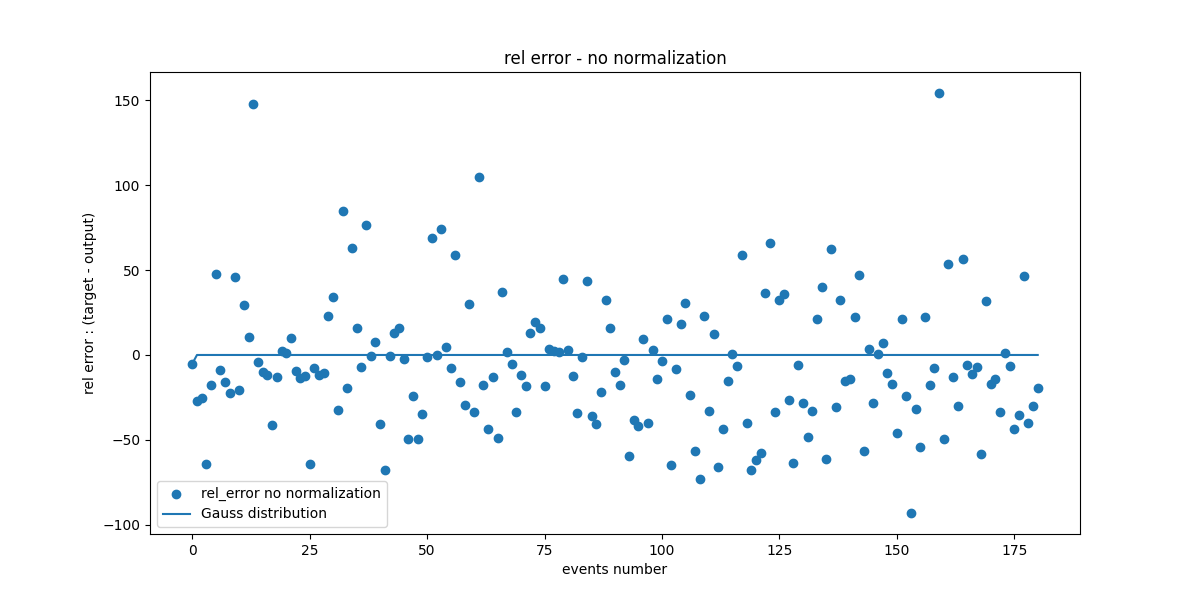 rel error - no normalization
rel error : (target - output)
150
100
50
0
−50
−100
rel_error no normalization
Gauss distribution
0 25 50 75 100 125 150 175
events number